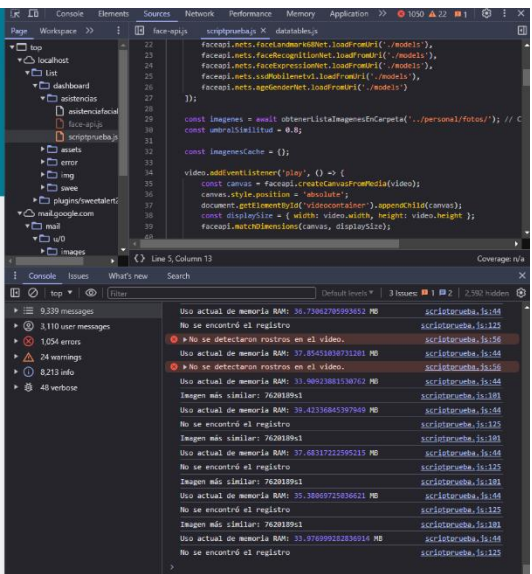 Console Elements Sources Network Performance Memory Application 1050 22 1
Page Workspace face-api.js scriptprueba.js datatables.js
top
localhost
List
dashboard
asistencias
asistenciafacial
face-api.js
scriptprueba.js
assets
error
img
swee
plugins/sweetalert2
mail.google.com
mail
u/0
images
22 faceapi.nets.faceLandmark68Net.loadFromUri('./models'),
23 faceapi.nets.faceRecognitionNet.loadFromUri('./models'),
24 faceapi.nets.faceExpressionNet.loadFromUri('./models'),
25 faceapi.nets.ssdMobilenetv1.loadFromUri('./models'),
26 faceapi.nets.ageGenderNet.loadFromUri('./models')
27 ]);
28
29 const imagenes = await obtenerListaImagenesEnCarpeta('../personal/fotos/'); // C
30 const umbralSimilitud = 0.8;
31
32 const imagenesCache = {};
33
34 video.addEventListener('play', () => {
35 const canvas = faceapi.createCanvasFromMedia(video);
36 canvas.style.position = 'absolute';
37 document.getElementById('videocontainer').appendChild(canvas);
38 const displaySize = { width: video.width, height: video.height };
39 faceapi.matchDimensions(canvas, displaySize);
{} Line 5, Column 13 Coverage: n/a
Console Issues What's new Search
top Filter Default levels 3 Issues: 1 2 2,592 hidden
9,339 messages
3,110 user messages
1,054 errors
24 warnings
8,213 info
48 verbose
Uso actual de memoria RAM: 36.73062705993652 MB scriptprueba.js:44
No se encontró el registro scriptprueba.js:125
No se detectaron rostros en el video. scriptprueba.js:56
Uso actual de memoria RAM: 37.85451030731201 MB scriptprueba.js:44
No se detectaron rostros en el video. scriptprueba.js:56
Uso actual de memoria RAM: 33.90923881530762 MB scriptprueba.js:44
Imagen más similar: 7620189s1 scriptprueba.js:101
Uso actual de memoria RAM: 39.42336845397949 MB scriptprueba.js:44
No se encontró el registro scriptprueba.js:125
Imagen más similar: 7620189s1 scriptprueba.js:101
Uso actual de memoria RAM: 37.68317222595215 MB scriptprueba.js:44
No se encontró el registro scriptprueba.js:125
Imagen más similar: 7620189s1 scriptprueba.js:101
Uso actual de memoria RAM: 35.38069725036621 MB scriptprueba.js:44
No se encontró el registro scriptprueba.js:125
Imagen más similar: 7620189s1 scriptprueba.js:101
Uso actual de memoria RAM: 33.076999282836914 MB scriptprueba.js:44
No se encontró el registro scriptprueba.js:125